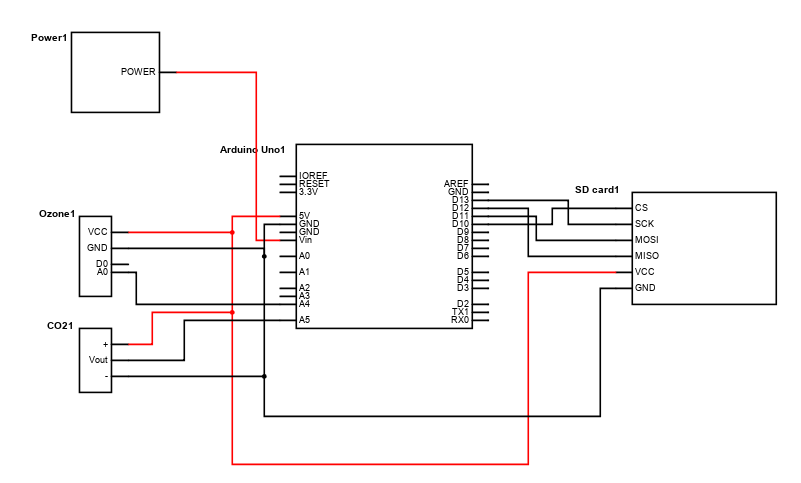 Power1
POWER
Arduino Uno1
IOREF
RESET
3.3V
5V
GND
GND
Vin
A0
A1
A2
A3
A4
A5
AREF
GND
D13
D12
D11
D10
D9
D8
D7
D6
D5
D4
D3
D2
TX1
RX0
SD card1
CS
SCK
MOSI
MISO
VCC
GND
Ozone1
VCC
GND
D0
A0
CO21
+
Vout
-